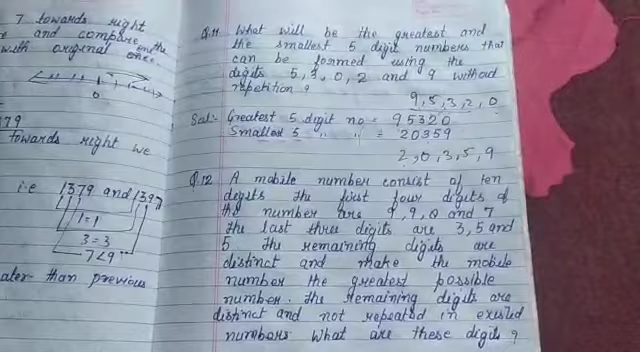 7 towards right
e and compare on the
with original once.
0
179
towards right we
i.e 1379 and 1397
1=1
3=3
7<9
ater than previous
Q.11 What will be the greatest and
the smallest 5 digit numbers that
can be formed using the
digits 5,3,0,2 and 9 without
repetition ?
9,5,3,2,0
Sol:- Greatest 5 digit no = 95320
Smallest 5 " " = 20359
2,0,3,5,9
Q.12 A mobile number consist of ten
digits the first four digits of
the number are 9,9,8 and 7
the last three digits are 3,5 and
5 the remaining digits are
distinct and make the mobile
number the greatest possible
number. the remaining digits are
distinct and not repeated in existed
numbers what are these digits ?